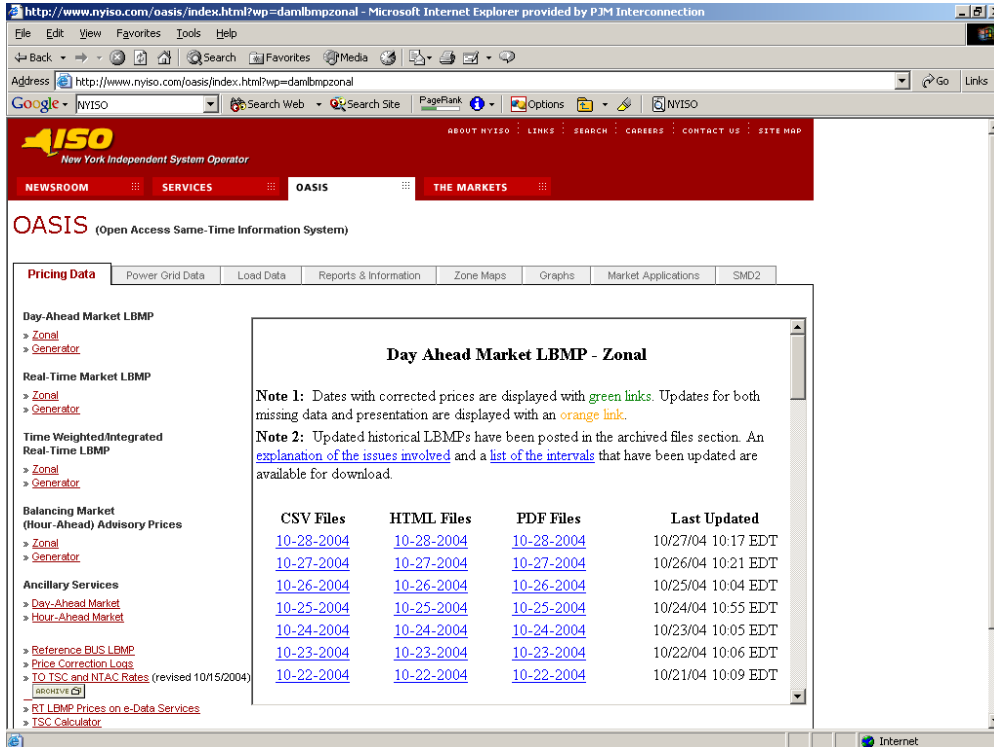 http://www.nyiso.com/oasis/index.html?wp=damlbmpzonal - Microsoft Internet Explorer provided by PJM Interconnection
File Edit View Favorites Tools Help
Back Search Favorites Media
Address http://www.nyiso.com/oasis/index.html?wp=damlbmpzonal Go Links
Google NYISO Search Web Search Site PageRank Options NYISO
ISO
New York Independent System Operator
ABOUT NYISO LINKS SEARCH CAREERS CONTACT US SITE MAP
NEWSROOM SERVICES OASIS THE MARKETS
OASIS (Open Access Same-Time Information System)
Pricing Data Power Grid Data Load Data Reports & Information Zone Maps Graphs Market Applications SMD2
Day-Ahead Market LBMP
» Zonal
» Generator
Real-Time Market LBMP
» Zonal
» Generator
Time Weighted/Integrated
Real-Time LBMP
» Zonal
» Generator
Balancing Market
(Hour-Ahead) Advisory Prices
» Zonal
» Generator
Ancillary Services
» Day-Ahead Market
» Hour-Ahead Market
» Reference BUS LBMP
» Price Correction Logs
» TO TSC and NTAC Rates (revised 10/15/2004)
ARCHIVE
» RT LBMP Prices on e-Data Services
» TSC Calculator
Day Ahead Market LBMP - Zonal
Note 1: Dates with corrected prices are displayed with green links. Updates for both
missing data and presentation are displayed with an orange link.
Note 2: Updated historical LBMPs have been posted in the archived files section. An
explanation of the issues involved and a list of the intervals that have been updated are
available for download.
CSV Files HTML Files PDF Files Last Updated
10-28-2004 10-28-2004 10-28-2004 10/27/04 10:17 EDT
10-27-2004 10-27-2004 10-27-2004 10/26/04 10:21 EDT
10-26-2004 10-26-2004 10-26-2004 10/25/04 10:04 EDT
10-25-2004 10-25-2004 10-25-2004 10/24/04 10:55 EDT
10-24-2004 10-24-2004 10-24-2004 10/23/04 10:05 EDT
10-23-2004 10-23-2004 10-23-2004 10/22/04 10:06 EDT
10-22-2004 10-22-2004 10-22-2004 10/21/04 10:09 EDT
Internet